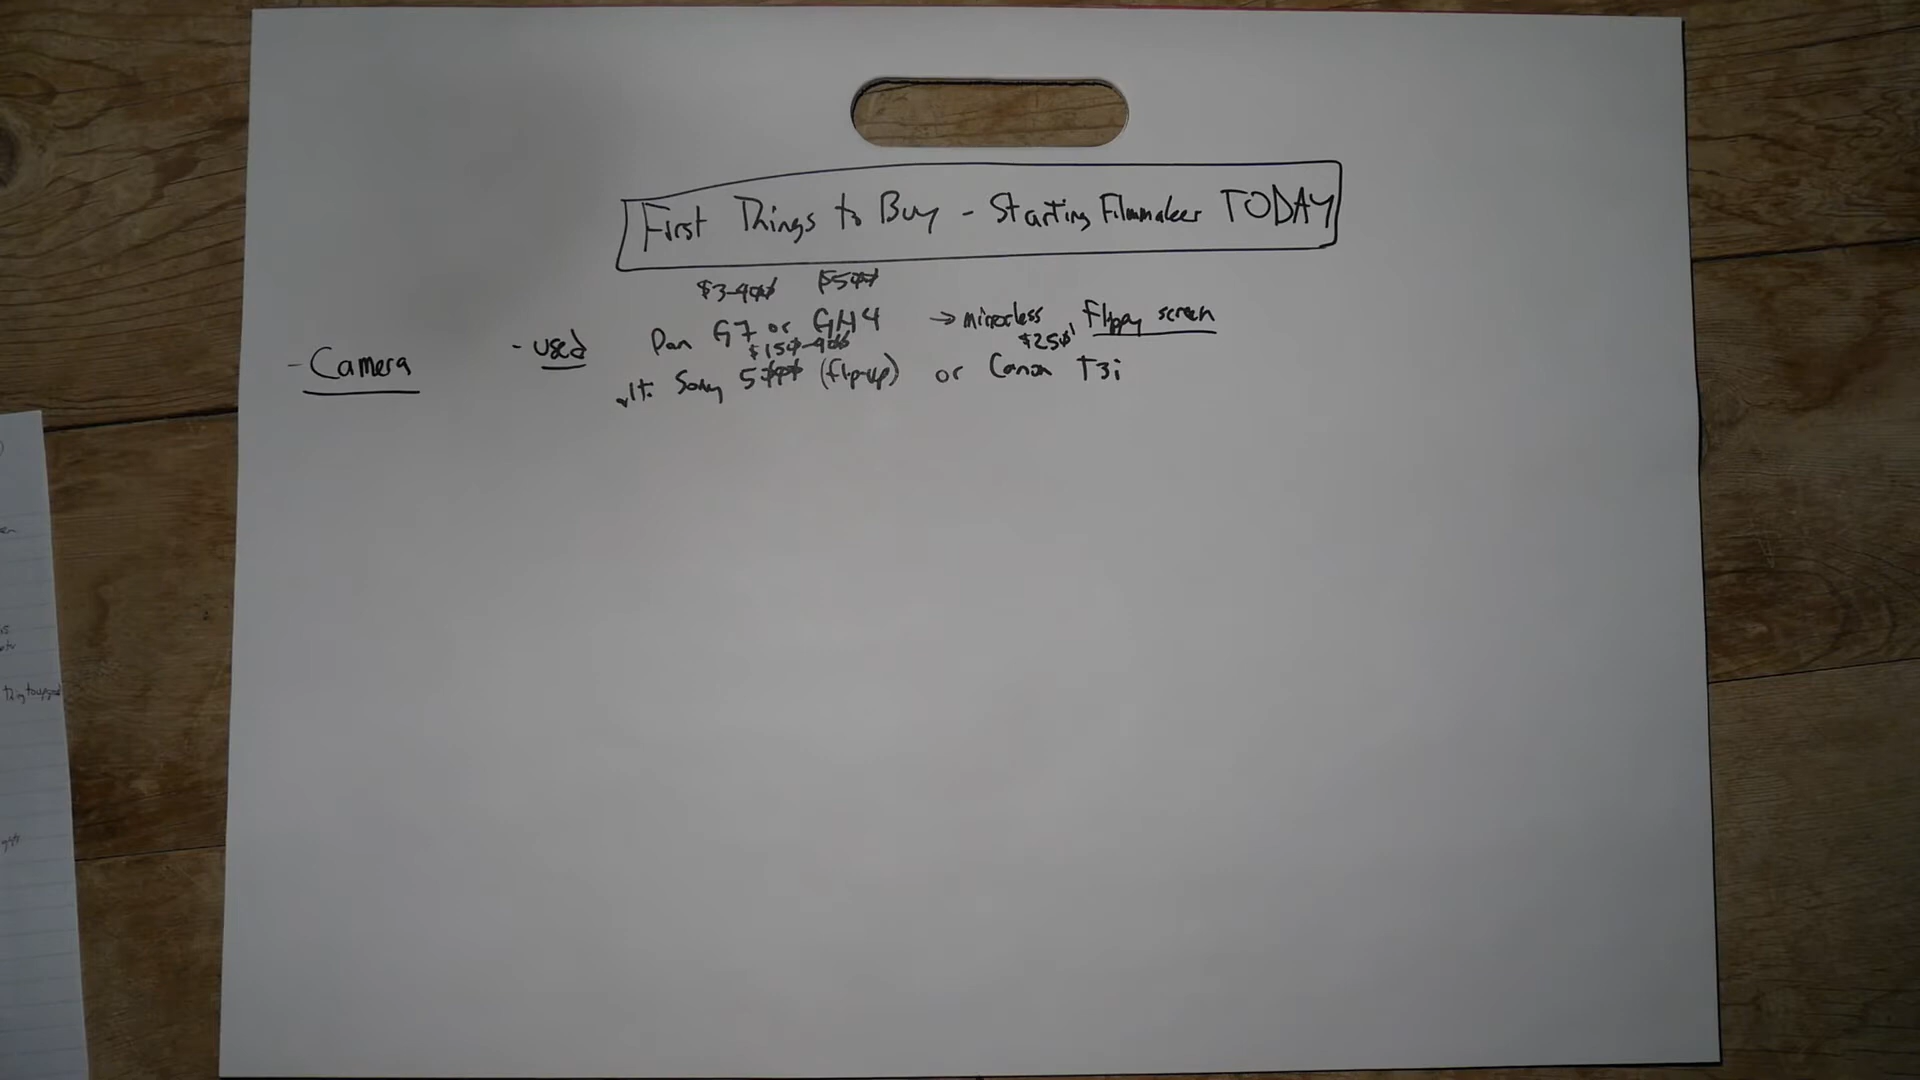 First Things to Buy - Starting Filmmaker TODAY
$3-400 $500
- Camera - used Pan G7 or GH4 → mirrorless, flippy screen
$150-400 $250
alt. Sony 5000 (flip-up) or Canon T3i